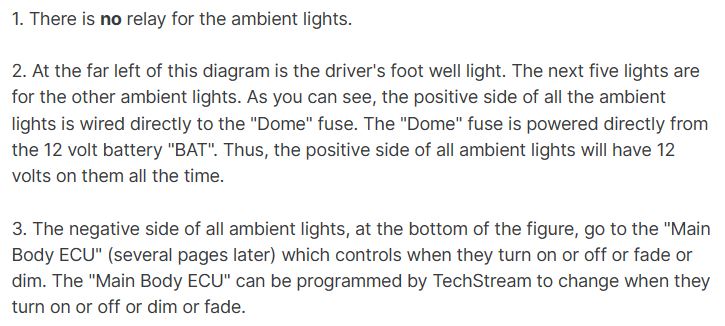 1. There is no relay for the ambient lights.
2. At the far left of this diagram is the driver's foot well light. The next five lights are
for the other ambient lights. As you can see, the positive side of all the ambient
lights is wired directly to the "Dome" fuse. The "Dome" fuse is powered directly from
the 12 volt battery "BAT". Thus, the positive side of all ambient lights will have 12
volts on them all the time.
3. The negative side of all ambient lights, at the bottom of the figure, go to the "Main
Body ECU" (several pages later) which controls when they turn on or off or fade or
dim. The "Main Body ECU" can be programmed by TechStream to change when they
turn on or off or dim or fade.